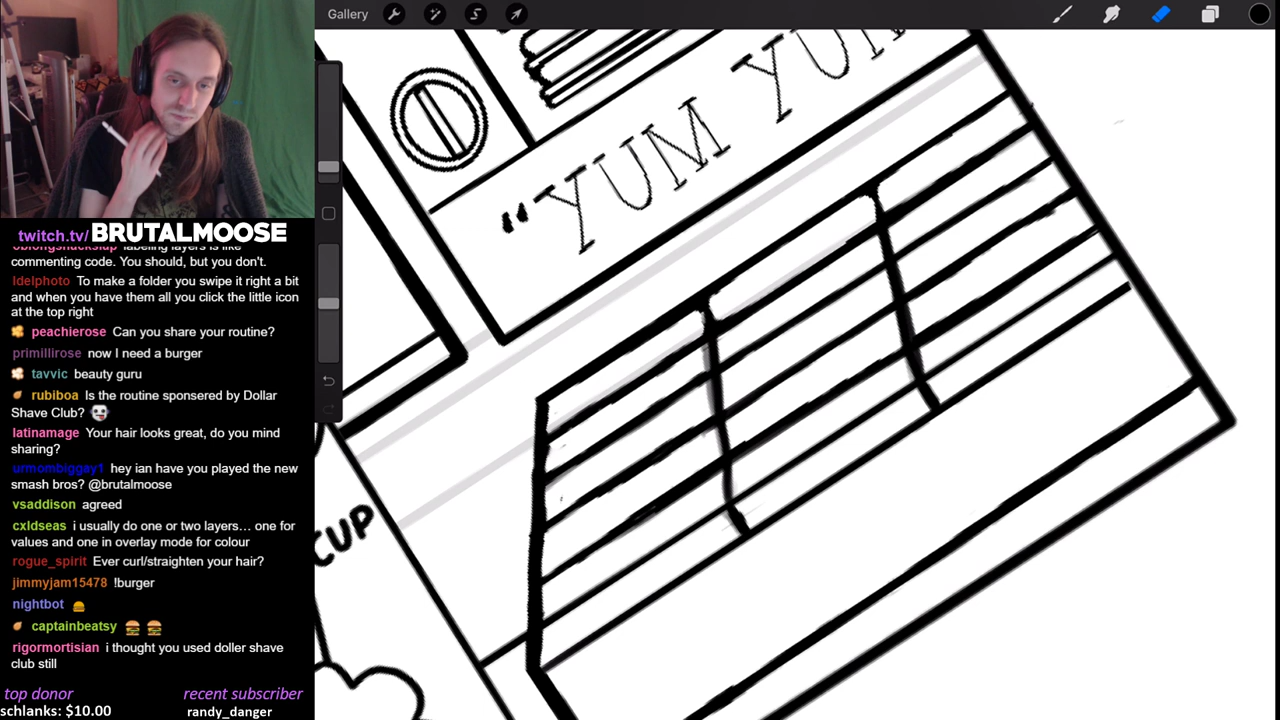 Gallery
"YUM YUM
CUP
twitch.tv/BRUTALMOOSE
labeling layers is like
commenting code. You should, but you don't.
ldelphoto To make a folder you swipe it right a bit
and when you have them all you click the little icon
at the top right
peachierose Can you share your routine?
primillirose now I need a burger
tavvic beauty guru
rubiboa Is the routine sponsered by Dollar
Shave Club?
latinamage Your hair looks great, do you mind
sharing?
urmombiggay1 hey ian have you played the new
smash bros? @brutalmoose
vsaddison agreed
cxldseas i usually do one or two layers… one for
values and one in overlay mode for colour
rogue_spirit Ever curl/straighten your hair?
jimmyjam15478 !burger
nightbot
captainbeatsy
rigormortisian i thought you used doller shave
club still
top donor
schlanks: $10.00
recent subscriber
randy_danger